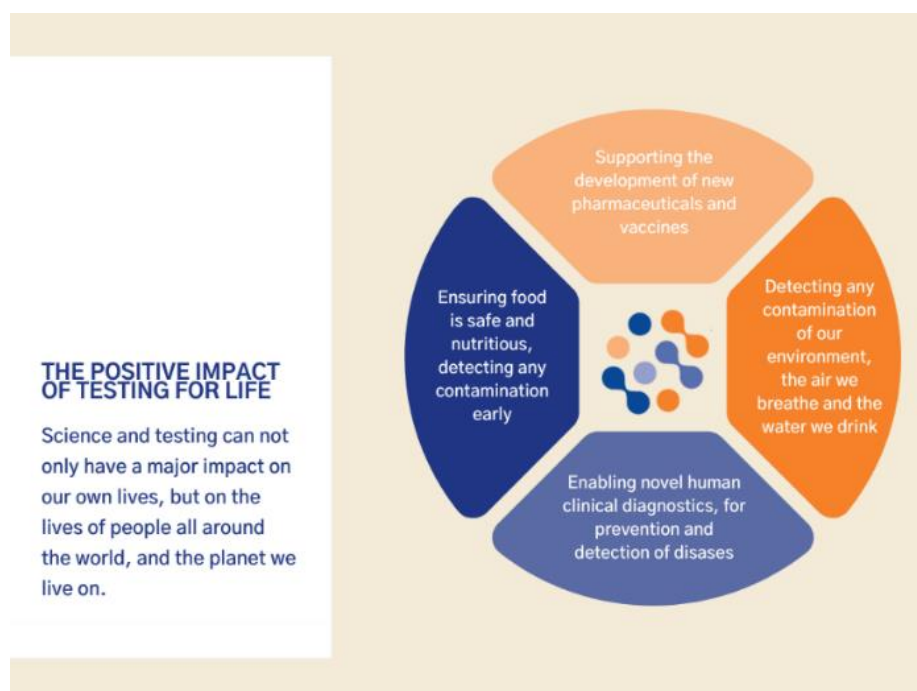 THE POSITIVE IMPACT
OF TESTING FOR LIFE
Science and testing can not
only have a major impact on
our own lives, but on the
lives of people all around
the world, and the planet we
live on.
Supporting the
development of new
pharmaceuticals and
vaccines
Ensuring food
is safe and
nutritious,
detecting any
contamination
early
Detecting any
contamination
of our
environment,
the air we
breathe and the
water we drink
Enabling novel human
clinical diagnostics, for
prevention and
detection of disases